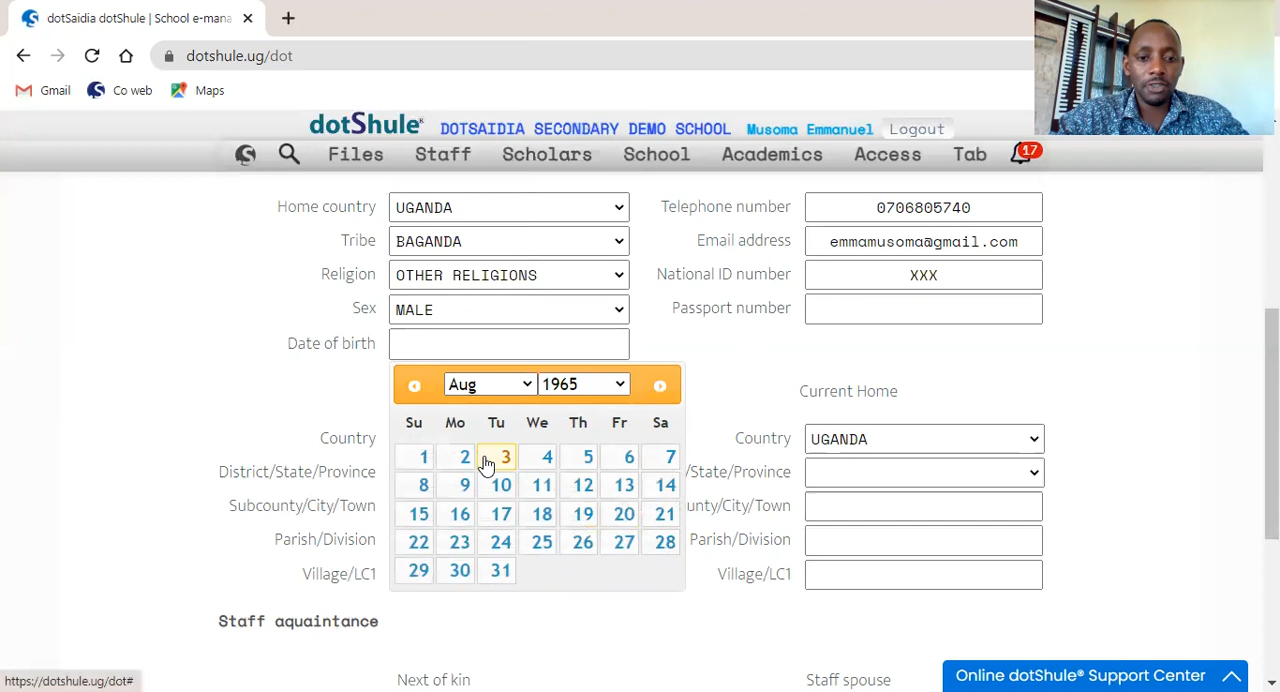 dotSaidia dotShule | School e-mana
dotshule.ug/dot
Gmail Co web Maps
dotShule® DOTSAIDIA SECONDARY DEMO SCHOOL Musoma Emmanuel Logout
Files Staff Scholars School Academics Access Tab 17
Home country UGANDA Telephone number 0706805740
Tribe BAGANDA Email address emmamusoma@gmail.com
Religion OTHER RELIGIONS National ID number XXX
Sex MALE Passport number
Date of birth
Aug 1965
Current Home
Su Mo Tu We Th Fr Sa
Country Country UGANDA
1 2 3 4 5 6 7
District/State/Province /State/Province
8 9 10 11 12 13 14
Subcounty/City/Town unty/City/Town
15 16 17 18 19 20 21
Parish/Division Parish/Division
22 23 24 25 26 27 28
Village/LC1 Village/LC1
29 30 31
Staff aquaintance
Next of kin Staff spouse
https://dotshule.ug/dot#
Online dotShule® Support Center